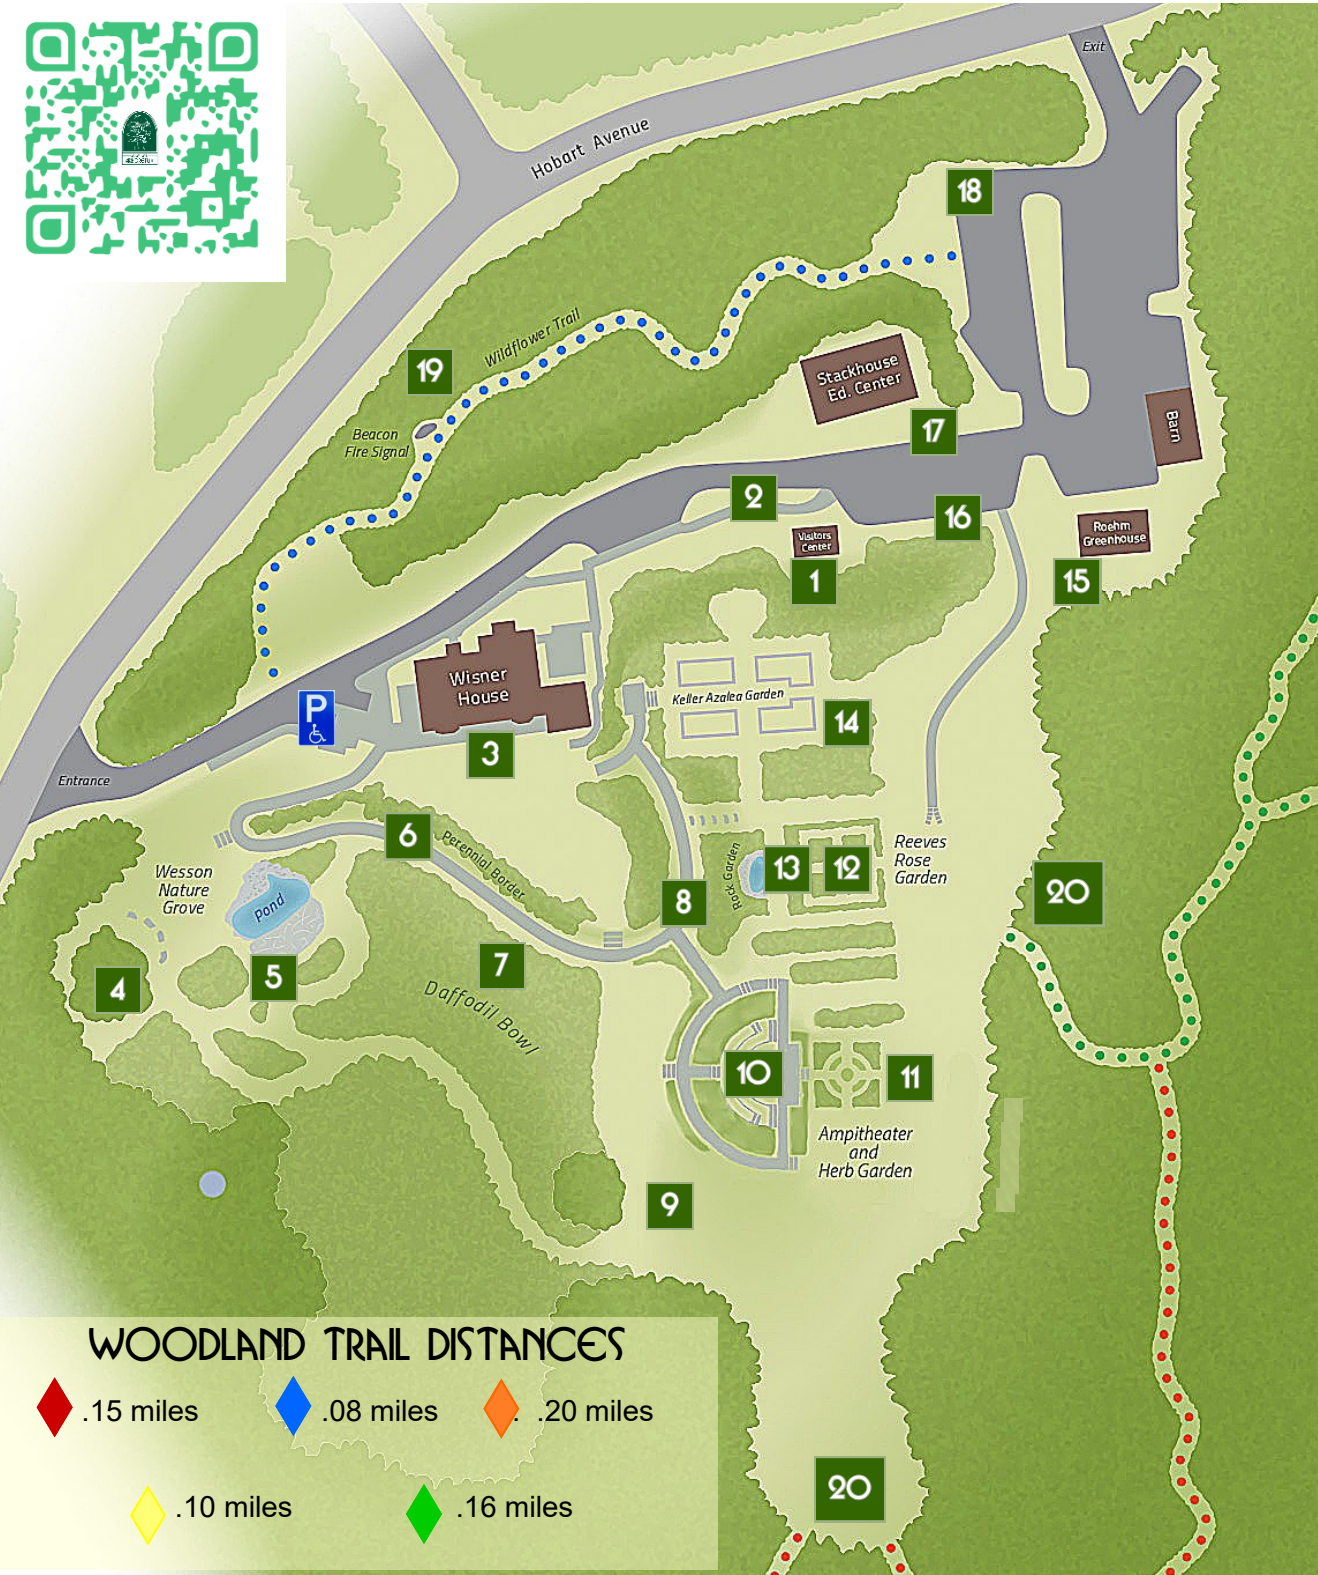 Exit
Hobart Avenue
18
Wildflower Trail
19
Stackhouse
Ed. Center
Beacon
Fire Signal
17
Barn
2
16
Visitors
Center
Roehm
Greenhouse
1
15
Wisner
House
Keller Azalea Garden
P
14
3
Entrance
6
Perennial Border
Reeves
Rose
Garden
Wesson
Nature
Grove
Rock Garden
13
12
20
Pond
8
7
5
4
Daffodil Bowl
10
11
Ampitheater
and
Herb Garden
9
WOODLAND TRAIL DISTANCES
.15 miles
.08 miles
. .20 miles
.10 miles
.16 miles
20